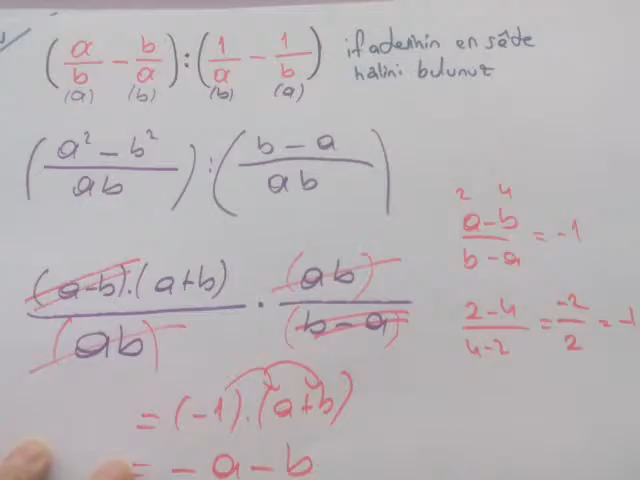 (a/b - b/a) : (1/a - 1/b) ifadesinin en sâde
(a) (b) (b) (a) halini bulunuz
((a² - b²)/ab) : ((b - a)/ab)
2 4
(a-b)/(b-a) = -1
((a-b).(a+b))/(ab) · (ab)/(b-a)
(2-4)/(4-2) = -2/2 = -1
= (-1).(a+b)
= -a-b